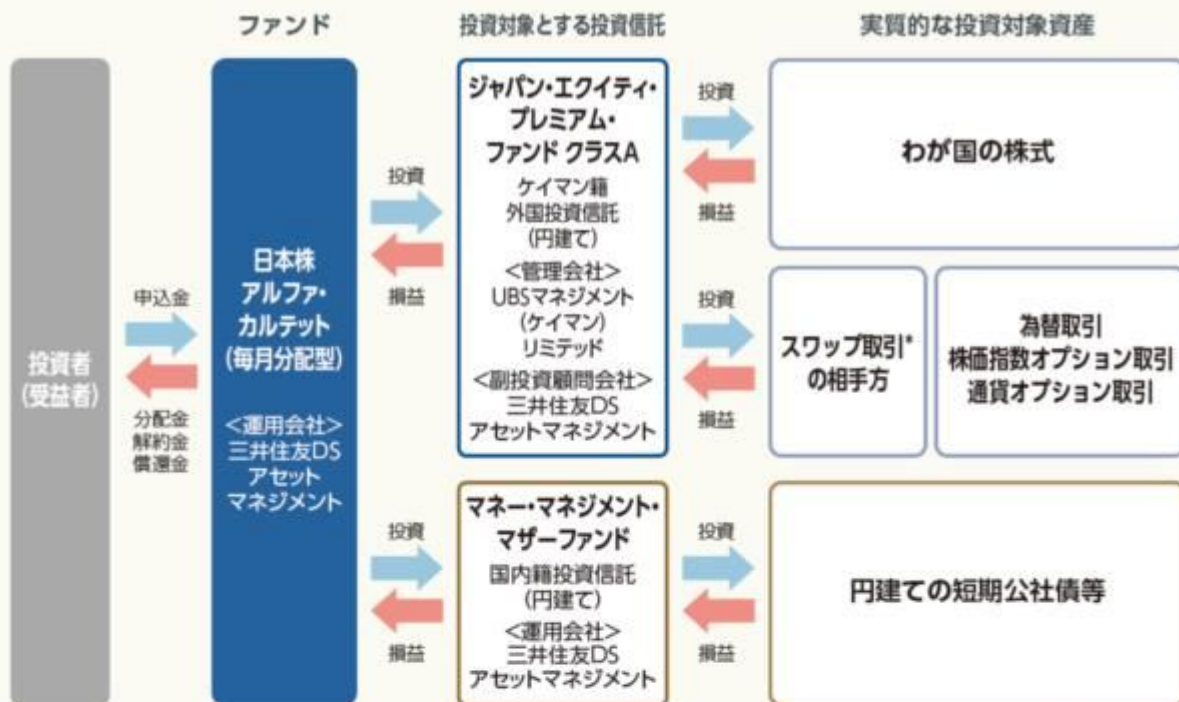 ファンド
投資対象とする投資信託
実質的な投資対象資産
投資者
(受益者)
申込金
分配金
解約金
償還金
日本株
アルファ・
カルテット
(毎月分配型)
<運用会社>
三井住友DS
アセット
マネジメント
投資
損益
ジャパン・エクイティ・
プレミアム・
ファンド クラスA
ケイマン籍
外国投資信託
(円建て)
<管理会社>
UBSマネジメント
(ケイマン)
リミテッド
<副投資顧問会社>
三井住友DS
アセットマネジメント
投資
損益
わが国の株式
投資
損益
スワップ取引*
の相手方
為替取引
株価指数オプション取引
通貨オプション取引
投資
損益
マネー・マネジメント・
マザーファンド
国内籍投資信託
(円建て)
<運用会社>
三井住友DS
アセットマネジメント
投資
損益
円建ての短期公社債等